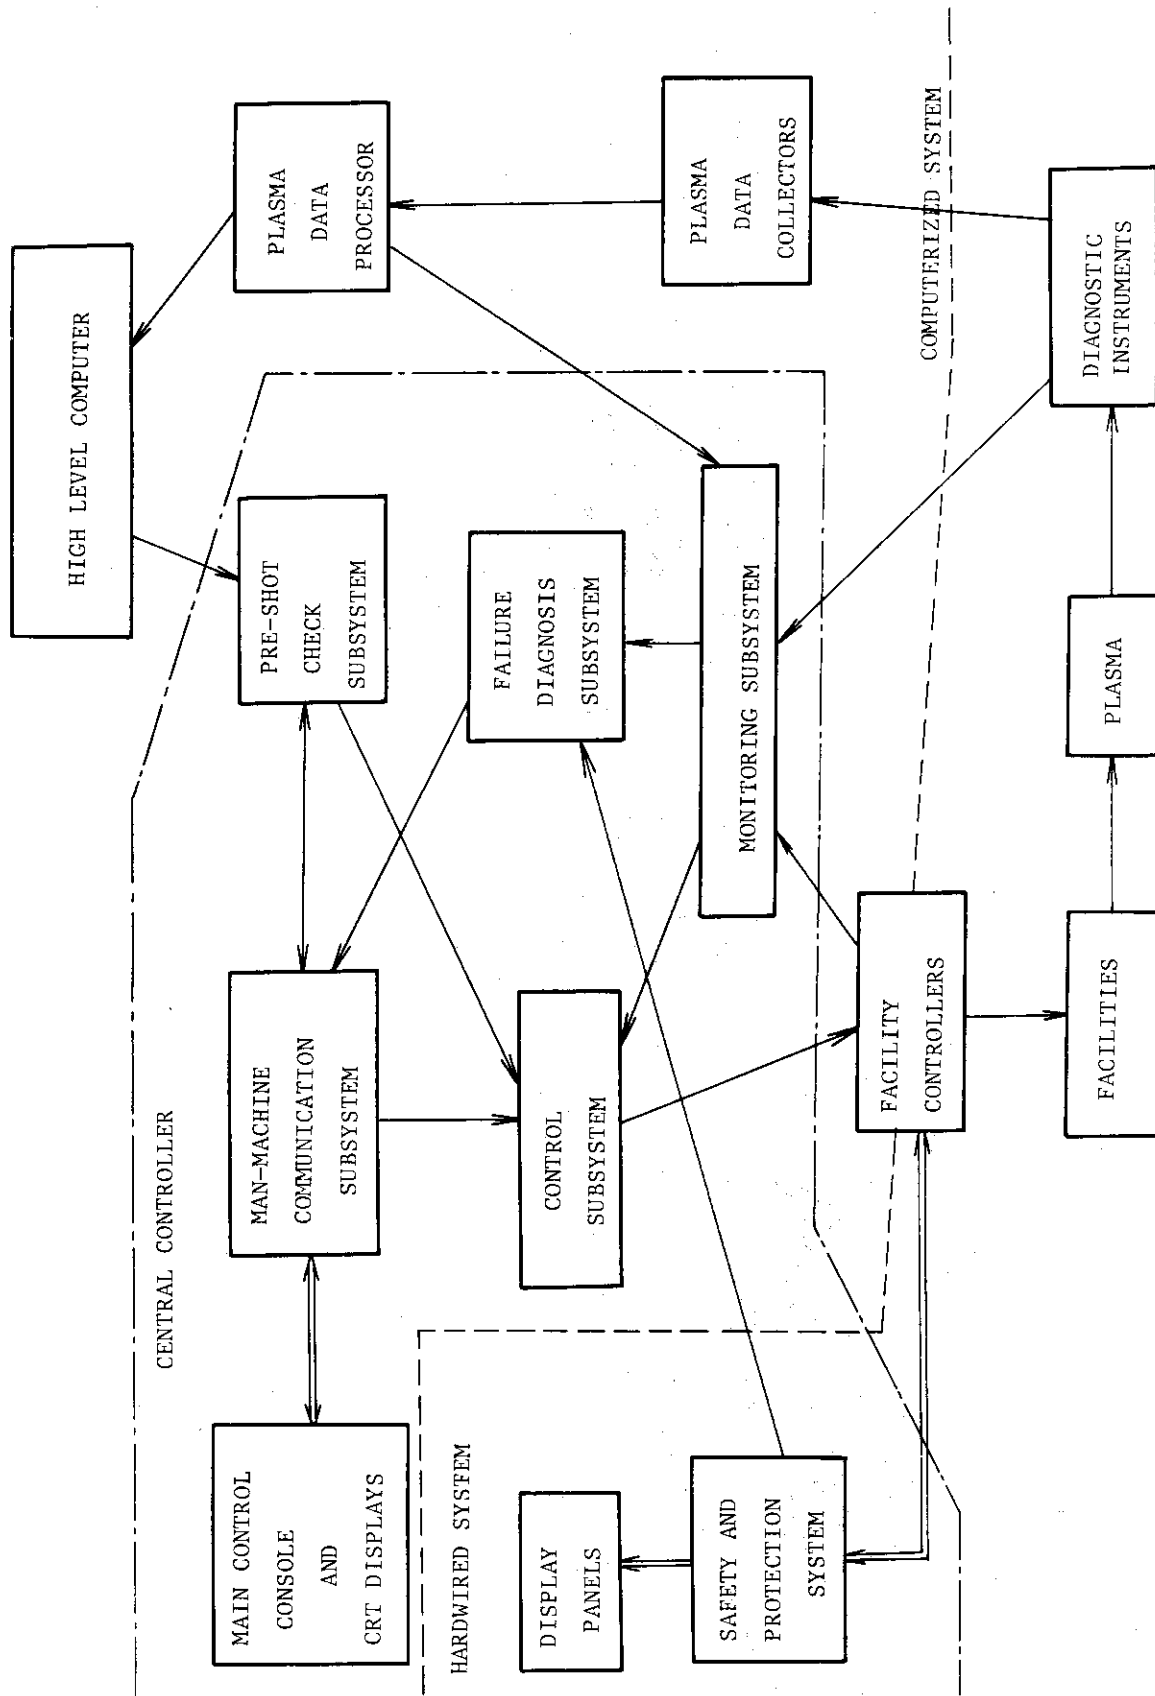 HIGH LEVEL COMPUTER
CENTRAL CONTROLLER
MAIN CONTROL
CONSOLE
AND
CRT DISPLAYS
MAN-MACHINE
COMMUNICATION
SUBSYSTEM
PRE-SHOT
CHECK
SUBSYSTEM
PLASMA
DATA
PROCESSOR
HARDWIRED SYSTEM
DISPLAY
PANELS
CONTROL
SUBSYSTEM
FAILURE
DIAGNOSIS
SUBSYSTEM
SAFETY AND
PROTECTION
SYSTEM
MONITORING SUBSYSTEM
PLASMA
DATA
COLLECTORS
FACILITY
CONTROLLERS
COMPUTERIZED SYSTEM
FACILITIES
PLASMA
DIAGNOSTIC
INSTRUMENTS